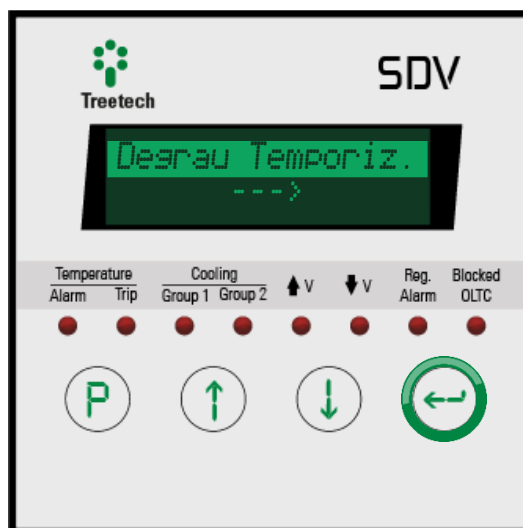 SDV
Treetech
Degrau Temporiz.
--->
Temperature Cooling Reg. Blocked
Alarm Trip Group 1 Group 2 V V Alarm OLTC
P